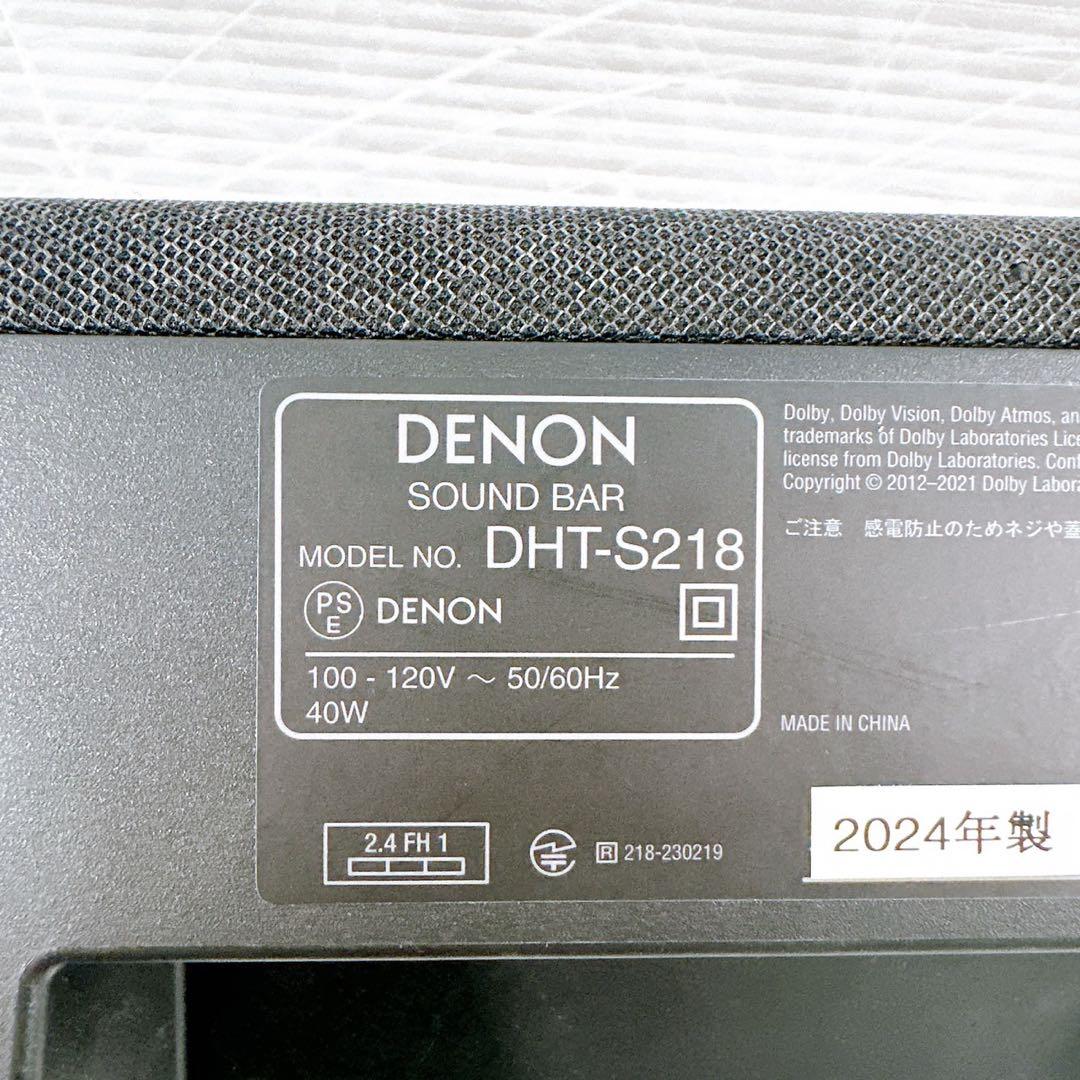 DENON
SOUND BAR
MODEL NO. DHT-S218
PS
E
DENON
100 - 120V ～ 50/60Hz
40W
2.4 FH 1
R 218-230219
Dolby, Dolby Vision, Dolby Atmos, an
trademarks of Dolby Laboratories Lice
license from Dolby Laboratories. Conf
Copyright © 2012–2021 Dolby Labora
ご注意 感電防止のためネジや蓋
MADE IN CHINA
2024年製